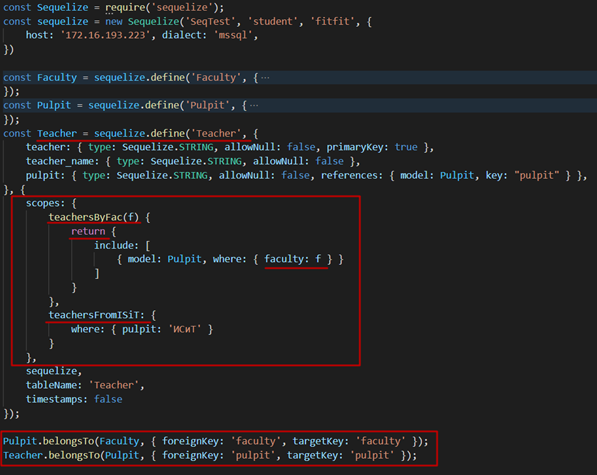 const Sequelize = require('sequelize');
const sequelize = new Sequelize('SeqTest', 'student', 'fitfit', {
    host: '172.16.193.223', dialect: 'mssql',
})
const Faculty = sequelize.define('Faculty', {⋯
});
const Pulpit = sequelize.define('Pulpit', {⋯
});
const Teacher = sequelize.define('Teacher', {
    teacher: { type: Sequelize.STRING, allowNull: false, primaryKey: true },
    teacher_name: { type: Sequelize.STRING, allowNull: false },
    pulpit: { type: Sequelize.STRING, allowNull: false, references: { model: Pulpit, key: "pulpit" } },
}, {
    scopes: {
        teachersByFac(f) {
            return {
                include: [
                    { model: Pulpit, where: { faculty: f } }
                ]
            }
        },
        teachersFromISiT: {
            where: { pulpit: 'ИСиТ' }
        }
    },
    sequelize,
    tableName: 'Teacher',
    timestamps: false
});
Pulpit.belongsTo(Faculty, { foreignKey: 'faculty', targetKey: 'faculty' });
Teacher.belongsTo(Pulpit, { foreignKey: 'pulpit', targetKey: 'pulpit' });